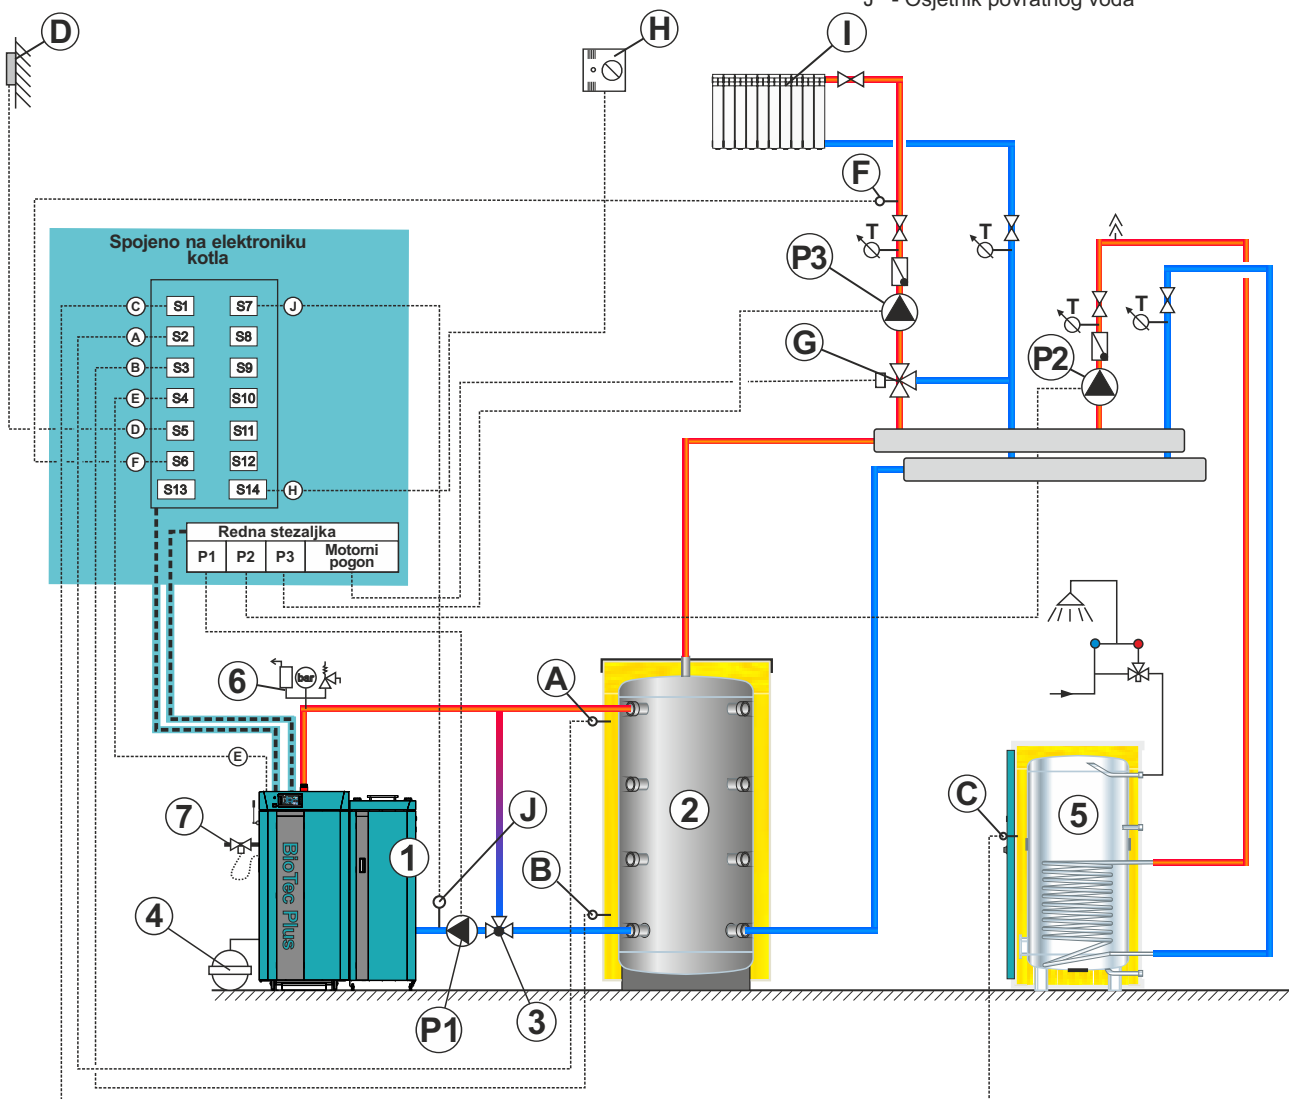 J - Osjetnik povratnog voda
D
H
I
F
T
T
P3
T
T
G
P2
Spojeno na elektroniku
kotla
C S1 S7 J
A S2 S8
B S3 S9
E S4 S10
D S5 S11
F S6 S12
S13 S14 H
Redna stezaljka
P1 P2 P3 Motorni
pogon
6
bar
A
E
7
J
2
C
5
1
BioTec Plus
B
4
P1
3